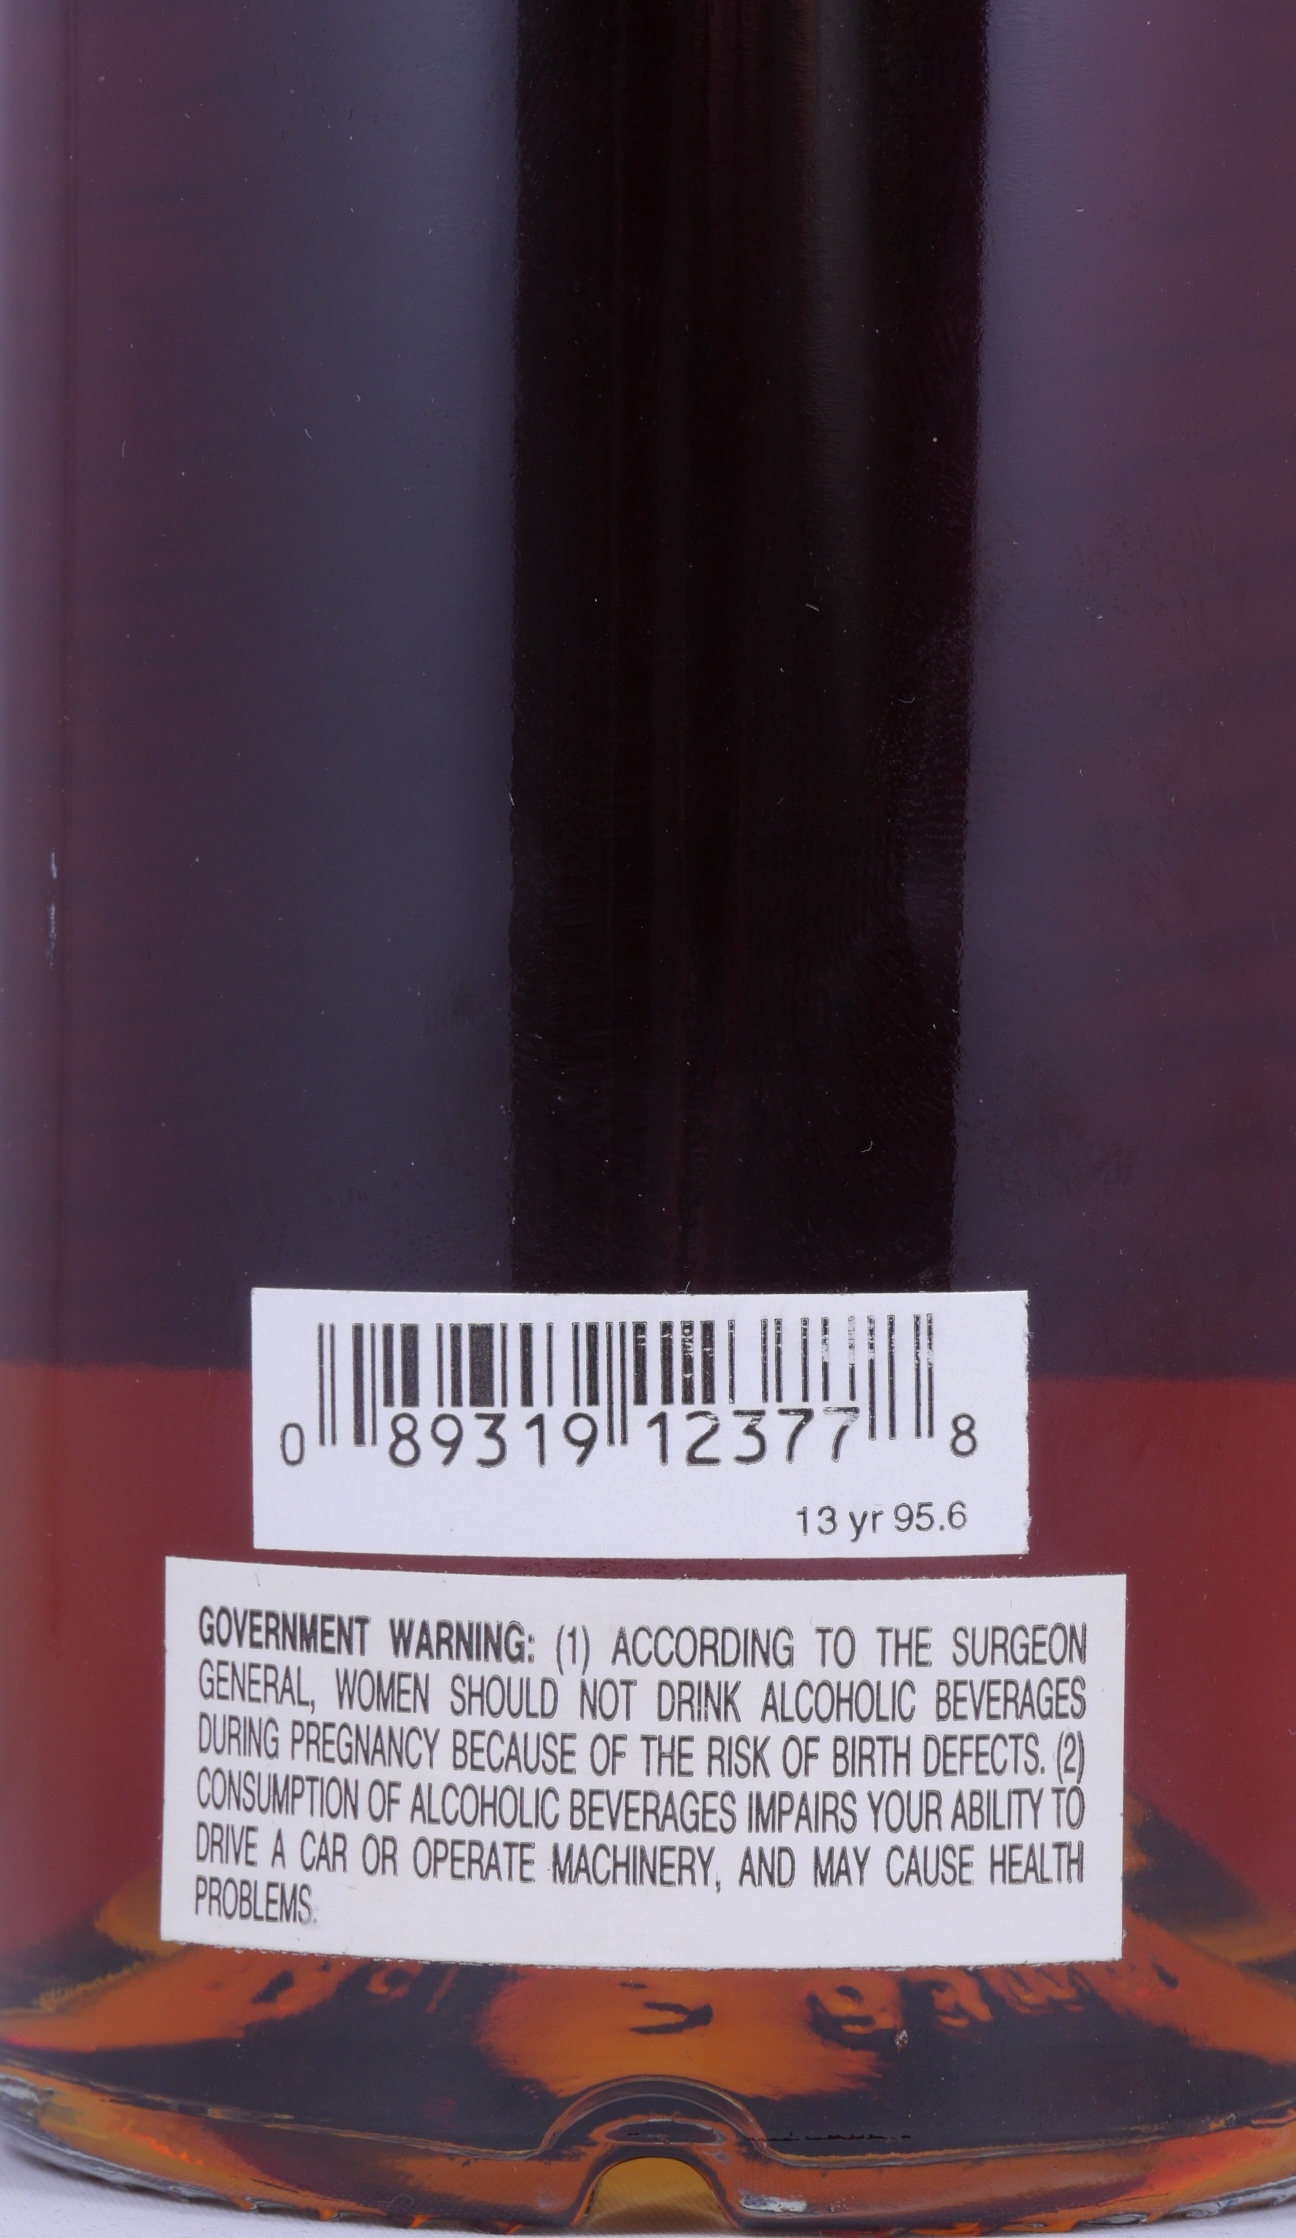 0 89319 12377 8
13 yr 95.6
GOVERNMENT WARNING: (1) ACCORDING TO THE SURGEON
GENERAL, WOMEN SHOULD NOT DRINK ALCOHOLIC BEVERAGES
DURING PREGNANCY BECAUSE OF THE RISK OF BIRTH DEFECTS. (2)
CONSUMPTION OF ALCOHOLIC BEVERAGES IMPAIRS YOUR ABILITY TO
DRIVE A CAR OR OPERATE MACHINERY, AND MAY CAUSE HEALTH
PROBLEMS.